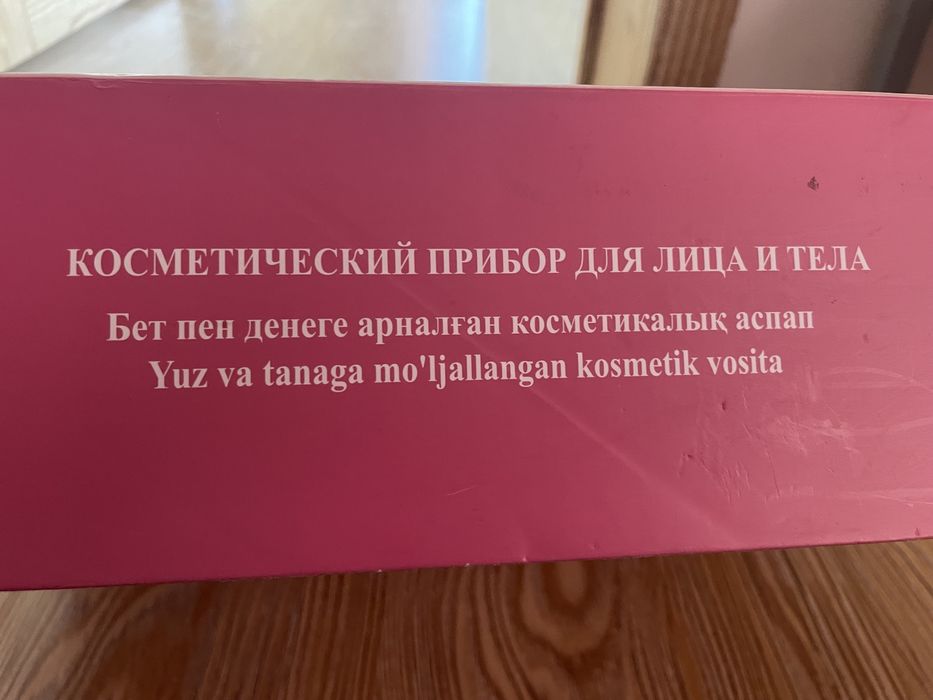 КОСМЕТИЧЕСКИЙ ПРИБОР ДЛЯ ЛИЦА И ТЕЛА
Бет пен денеге арналған косметикалық аспап
Yuz va tanaga mo'ljallangan kosmetik vosita